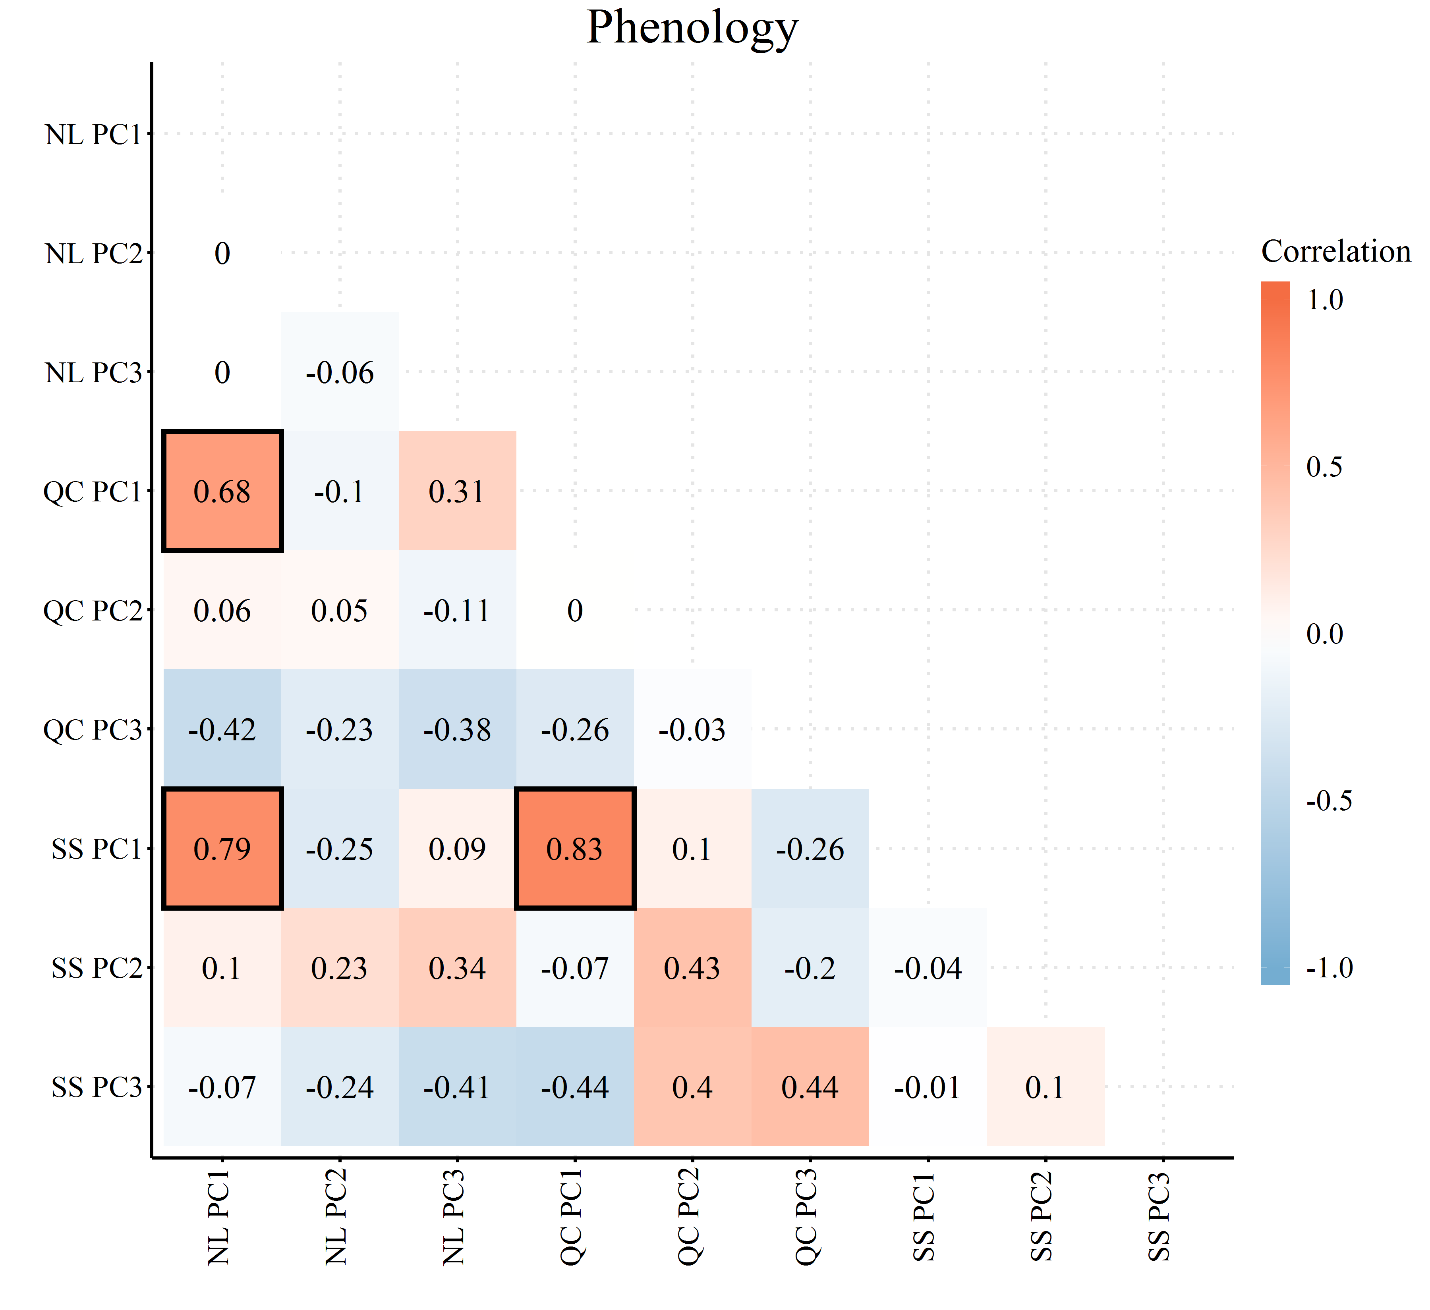 Phenology
NL PC1
NL PC2 0
NL PC3 0 -0.06
QC PC1 0.68 -0.1 0.31
QC PC2 0.06 0.05 -0.11 0
QC PC3 -0.42 -0.23 -0.38 -0.26 -0.03
SS PC1 0.79 -0.25 0.09 0.83 0.1 -0.26
SS PC2 0.1 0.23 0.34 -0.07 0.43 -0.2 -0.04
SS PC3 -0.07 -0.24 -0.41 -0.44 0.4 0.44 -0.01 0.1
NL PC1 NL PC2 NL PC3 QC PC1 QC PC2 QC PC3 SS PC1 SS PC2 SS PC3
Correlation
1.0
0.5
0.0
-0.5
-1.0